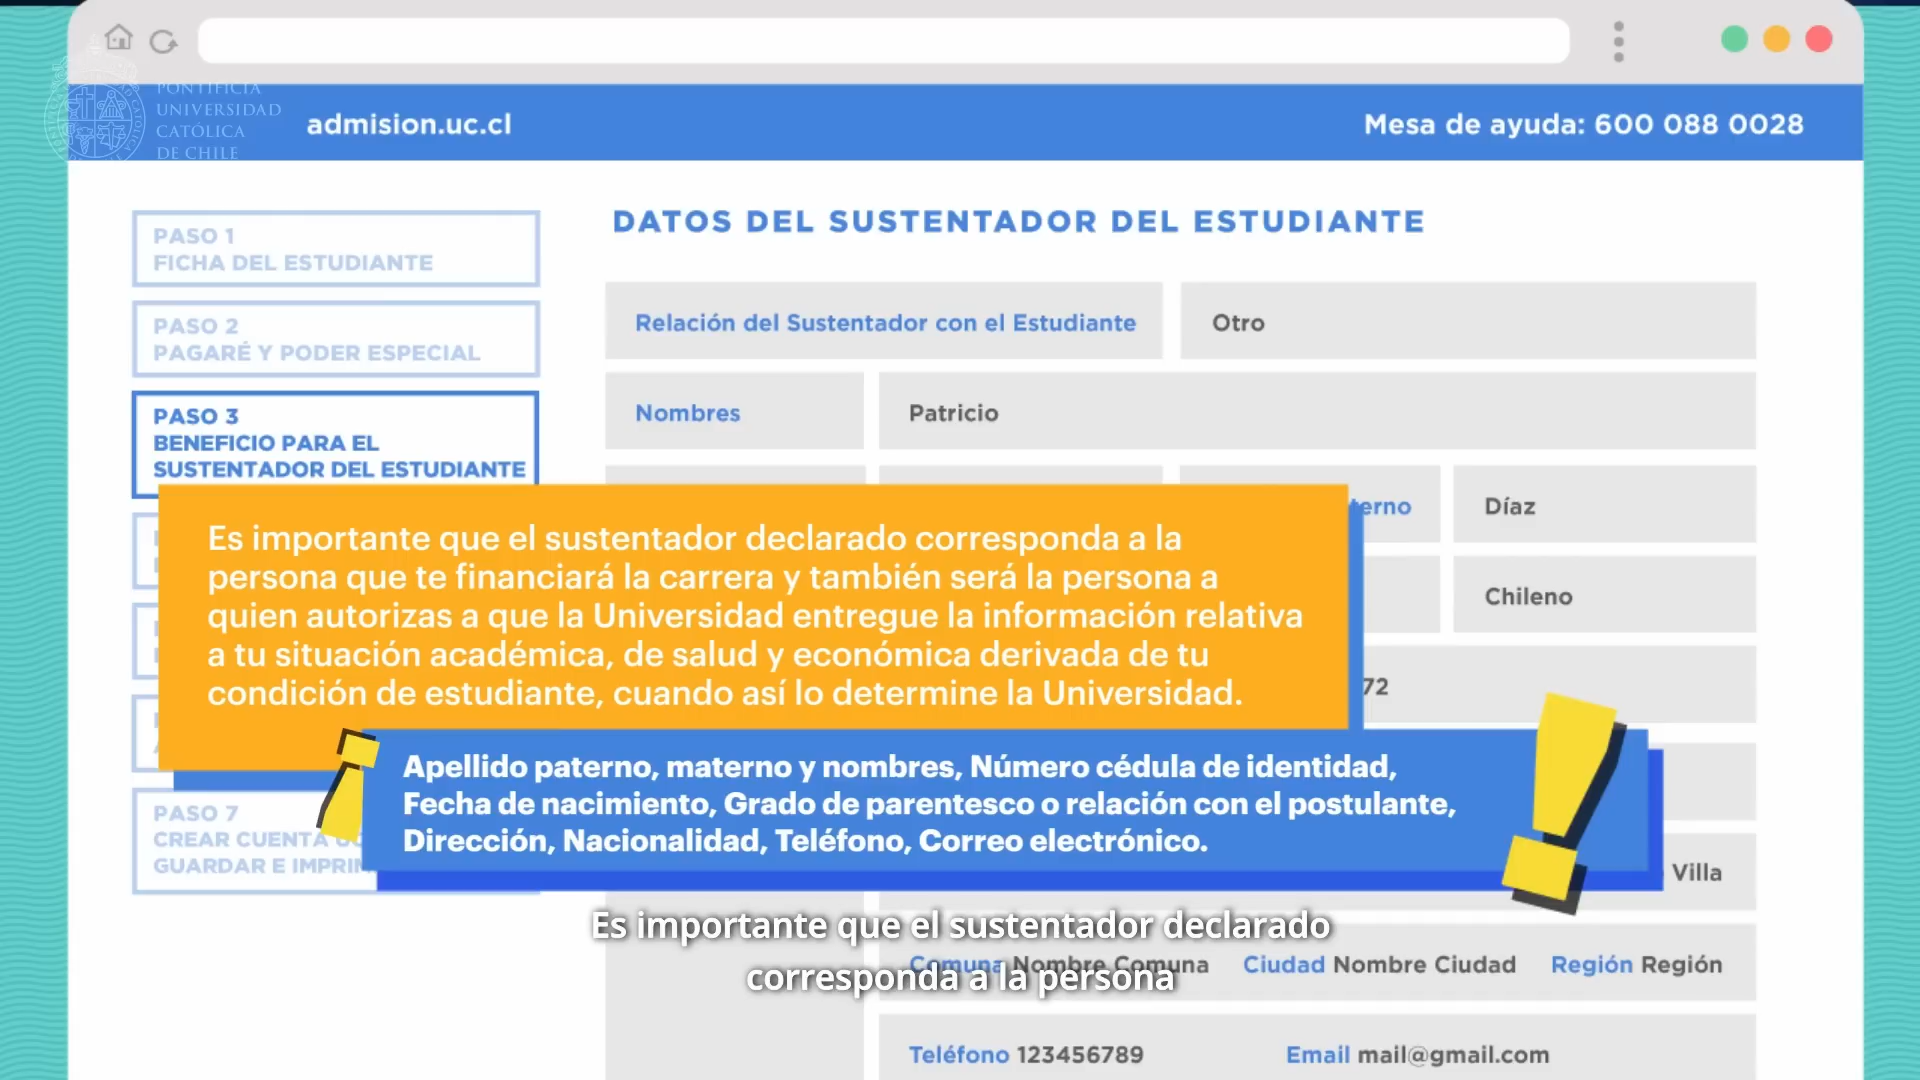 PONTIFICIA
UNIVERSIDAD
CATÓLICA
DE CHILE
admision.uc.cl
Mesa de ayuda: 600 088 0028
PASO 1
FICHA DEL ESTUDIANTE
PASO 2
PAGARÉ Y PODER ESPECIAL
PASO 3
BENEFICIO PARA EL
SUSTENTADOR DEL ESTUDIANTE
PASO 7
CREAR CUENTA
GUARDAR E
DATOS DEL SUSTENTADOR DEL ESTUDIANTE
Relación del Sustentador con el Estudiante Otro
Nombres Patricio
terno Díaz
Chileno
72
Villa
Es importante que el sustentador declarado corresponda a la
persona que te financiará la carrera y también será la persona a
quien autorizas a que la Universidad entregue la información relativa
a tu situación académica, de salud y económica derivada de tu
condición de estudiante, cuando así lo determine la Universidad.
Apellido paterno, materno y nombres, Número cédula de identidad,
Fecha de nacimiento, Grado de parentesco o relación con el postulante,
Dirección, Nacionalidad, Teléfono, Correo electrónico.
Es importante que el sustentador declarado
corresponda a la persona
Comuna Nombre Comuna Ciudad Nombre Ciudad Región Región
Teléfono 123456789 Email mail@gmail.com